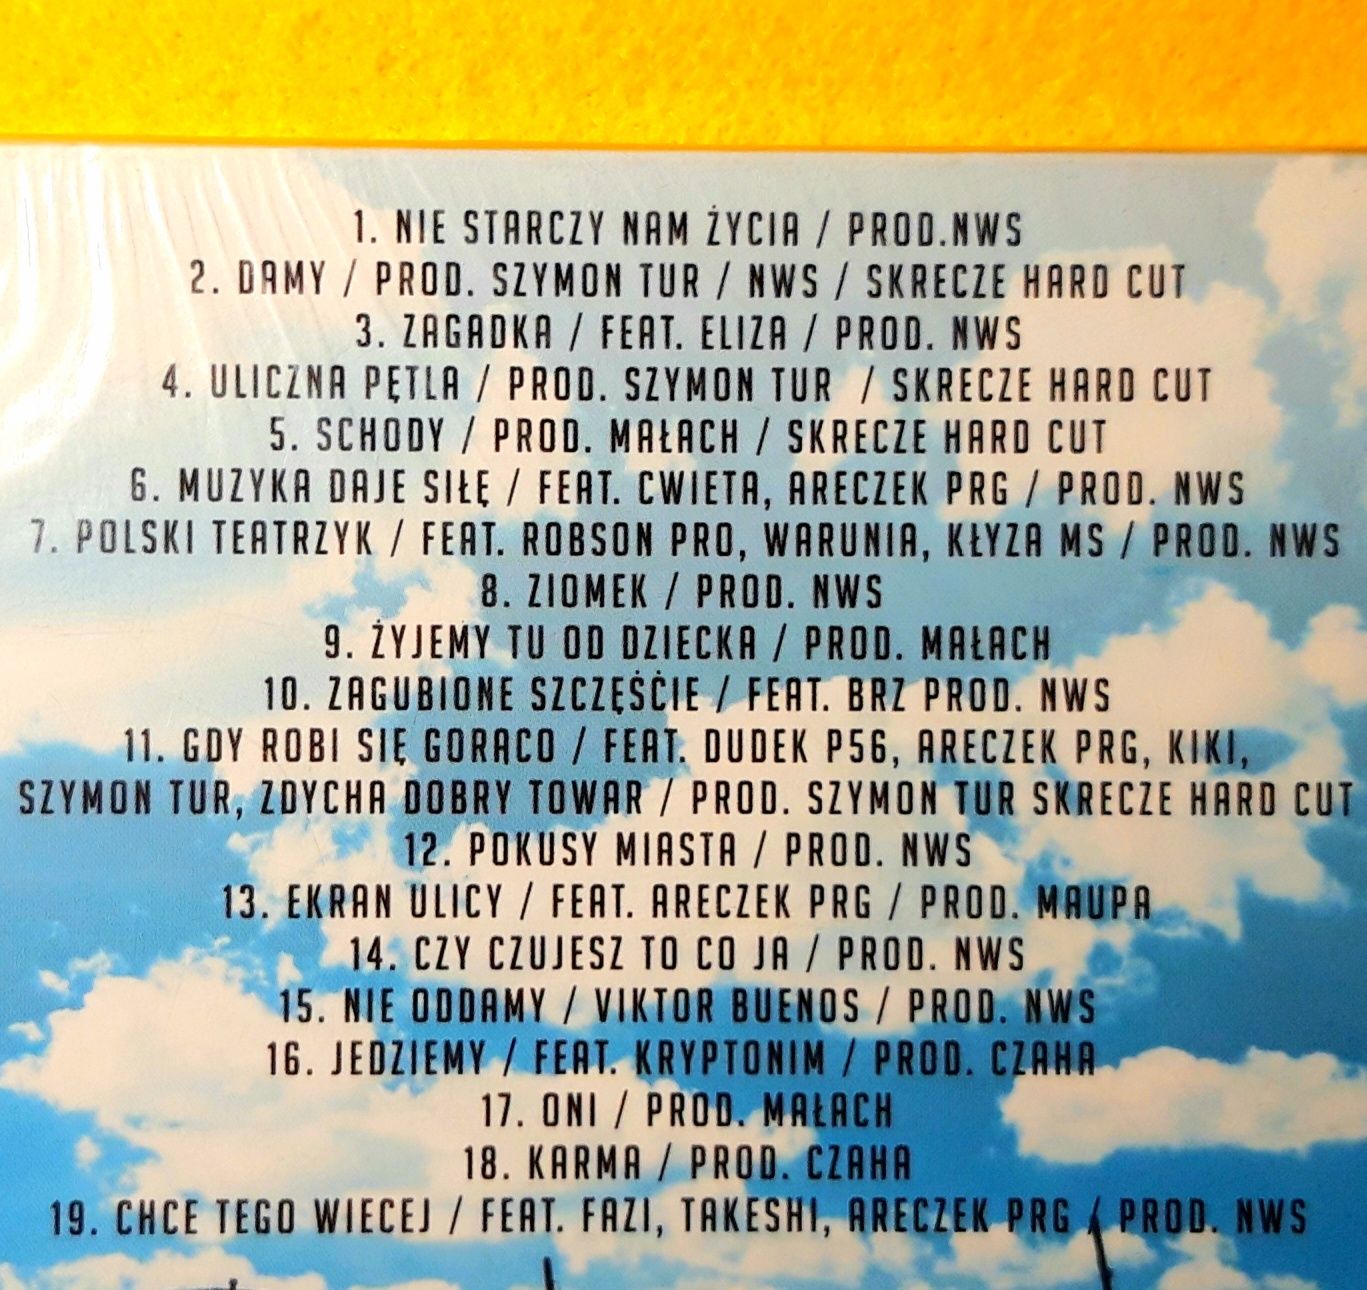 1. NIE STARCZY NAM ŻYCIA / PROD.NWS
2. DAMY / PROD. SZYMON TUR / NWS / SKRECZE HARD CUT
3. ZAGADKA / FEAT. ELIZA / PROD. NWS
4. ULICZNA PĘTLA / PROD. SZYMON TUR / SKRECZE HARD CUT
5. SCHODY / PROD. MAŁACH / SKRECZE HARD CUT
6. MUZYKA DAJE SIŁĘ / FEAT. CWIETA, ARECZEK PRG / PROD. NWS
7. POLSKI TEATRZYK / FEAT. ROBSON PRO, WARUNIA, KŁYZA MS / PROD. NWS
8. ZIOMEK / PROD. NWS
9. ŻYJEMY TU OD DZIECKA / PROD. MAŁACH
10. ZAGUBIONE SZCZĘŚĆIE / FEAT. BRZ PROD. NWS
11. GDY ROBI SIĘ GORĄCO / FEAT. DUDEK P56, ARECZEK PRG, KIKI,
SZYMON TUR, ZDYCHA DOBRY TOWAR / PROD. SZYMON TUR SKRECZE HARD CUT
12. POKUSY MIASTA / PROD. NWS
13. EKRAN ULICY / FEAT. ARECZEK PRG / PROD. MAUPA
14. CZY CZUJESZ TO CO JA / PROD. NWS
15. NIE ODDAMY / VIKTOR BUENOS / PROD. NWS
16. JEDZIEMY / FEAT. KRYPTONIM / PROD. CZAHA
17. ONI / PROD. MAŁACH
18. KARMA / PROD. CZAHA
19. CHCE TEGO WIECEJ / FEAT. FAZI, TAKESHI, ARECZEK PRG / PROD. NWS